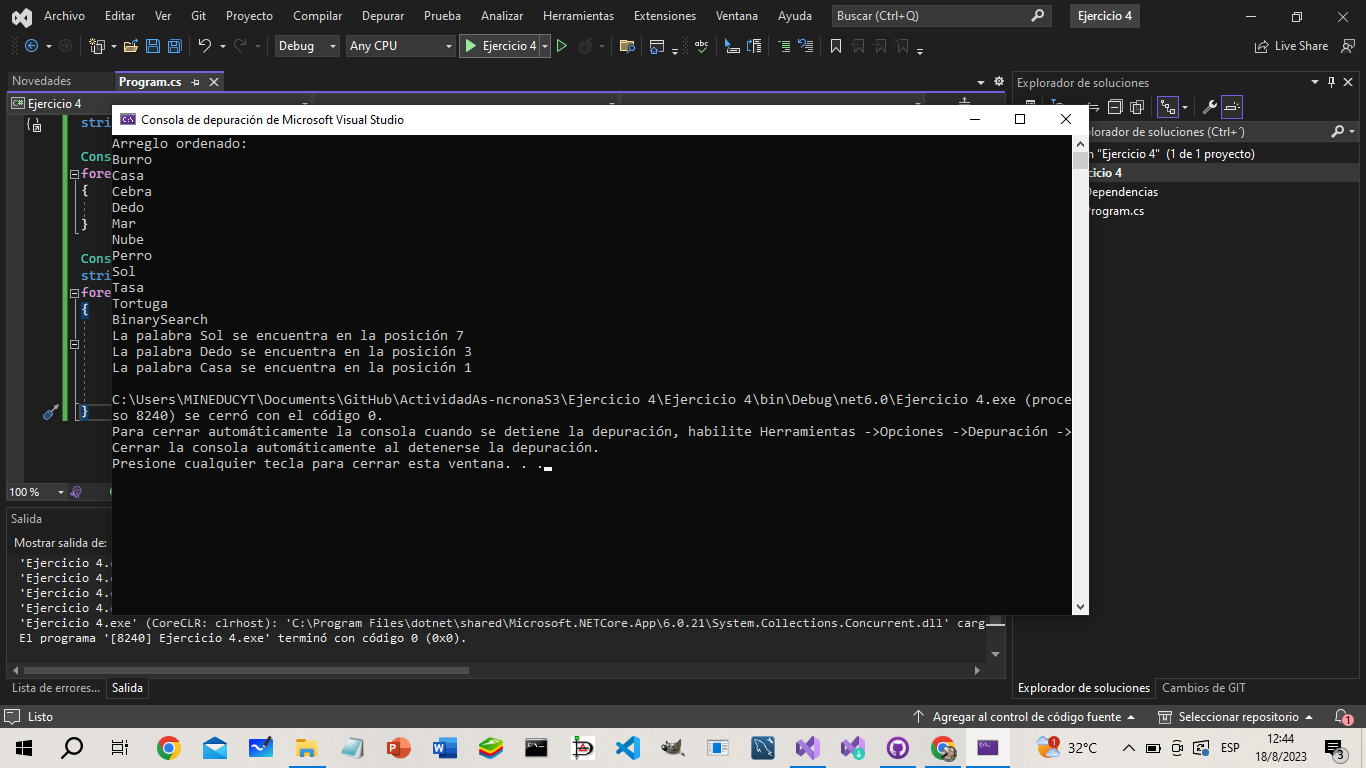 Archivo Editar Ver Git Proyecto Compilar Depurar Prueba Analizar Herramientas Extensiones Ventana Ayuda Buscar (Ctrl+Q) Ejercicio 4
Debug Any CPU Ejercicio 4 Live Share
Novedades Program.cs
Ejercicio 4
Explorador de soluciones
plorador de soluciones (Ctrl+´)
n "Ejercicio 4" (1 de 1 proyecto)
cicio 4
Dependencias
rogram.cs
stri
Cons
fore
{
}
Cons
stri
fore
{
}
Consola de depuración de Microsoft Visual Studio
Arreglo ordenado:
Burro
Casa
Cebra
Dedo
Mar
Nube
Perro
Sol
Tasa
Tortuga
BinarySearch
La palabra Sol se encuentra en la posición 7
La palabra Dedo se encuentra en la posición 3
La palabra Casa se encuentra en la posición 1
C:\Users\MINEDUCYT\Documents\GitHub\ActividadAs-ncronaS3\Ejercicio 4\Ejercicio 4\bin\Debug\net6.0\Ejercicio 4.exe (proce
so 8240) se cerró con el código 0.
Para cerrar automáticamente la consola cuando se detiene la depuración, habilite Herramientas ->Opciones ->Depuración ->
Cerrar la consola automáticamente al detenerse la depuración.
Presione cualquier tecla para cerrar esta ventana. . .
100 %
Salida
Mostrar salida de:
'Ejercicio 4.
'Ejercicio 4.
'Ejercicio 4.
'Ejercicio 4.
'Ejercicio 4.exe' (CoreCLR: clrhost): 'C:\Program Files\dotnet\shared\Microsoft.NETCore.App\6.0.21\System.Collections.Concurrent.dll' carg
El programa '[8240] Ejercicio 4.exe' terminó con código 0 (0x0).
Lista de errores... Salida
Explorador de soluciones Cambios de GIT
Listo Agregar al control de código fuente Seleccionar repositorio 1
1 32°C ESP 12:44
18/8/2023 3